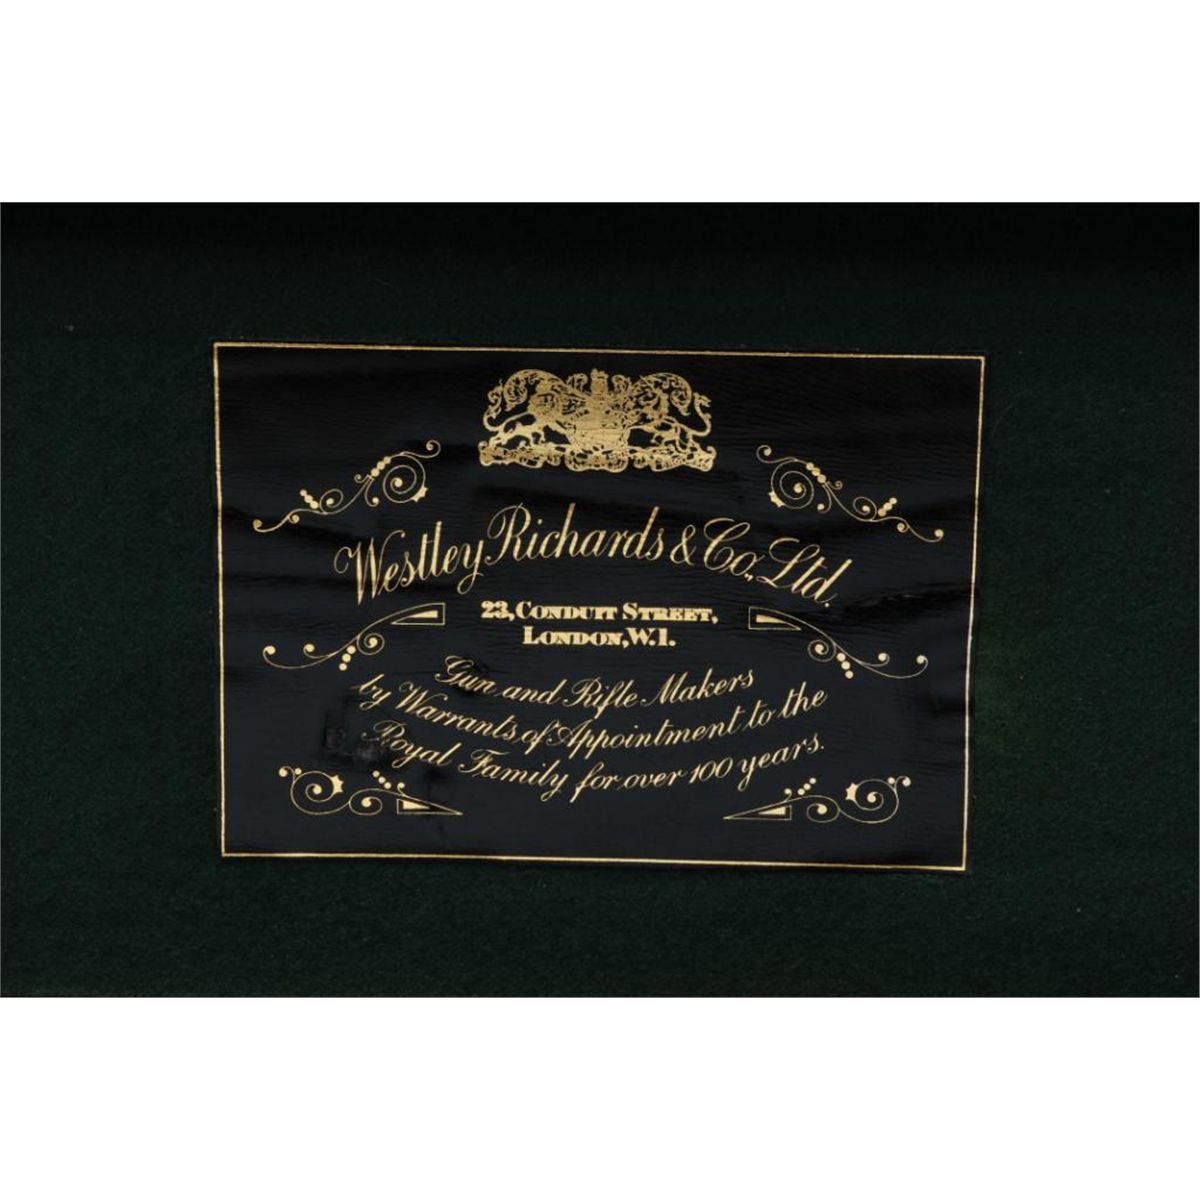 Westley Richards & Co., Ltd.
23, Conduit Street,
London, W.1.
Gun and Rifle Makers
by Warrants of Appointment to the
Royal Family for over 100 years.